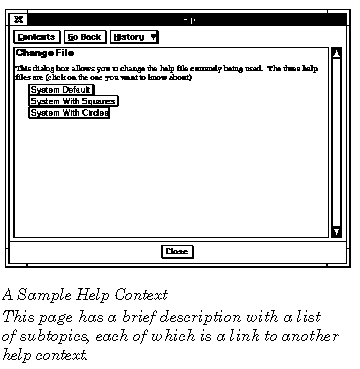 Help
Contents Go Back History
Change File
This dialog box allows you to change the help file currently being used. The three help
files are (click on the one you want to know about)
System Default
System With Squares
System With Circles
Close
A Sample Help Context
This page has a brief description with a list
of subtopics, each of which is a link to another
help context.